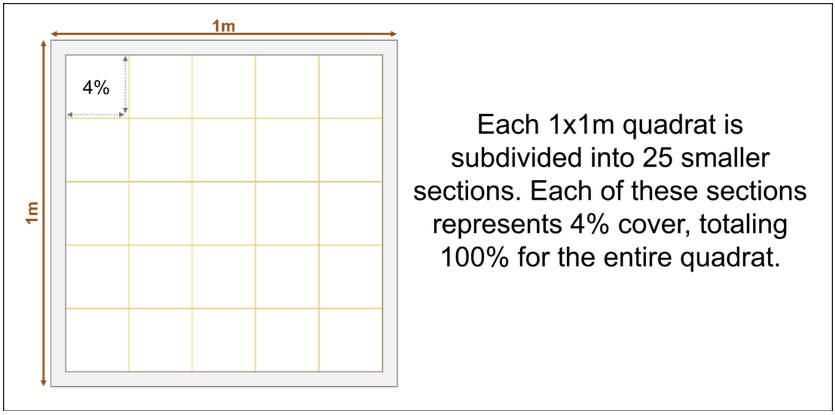 1m
4%
1m
Each 1x1m quadrat is
subdivided into 25 smaller
sections. Each of these sections
represents 4% cover, totaling
100% for the entire quadrat.